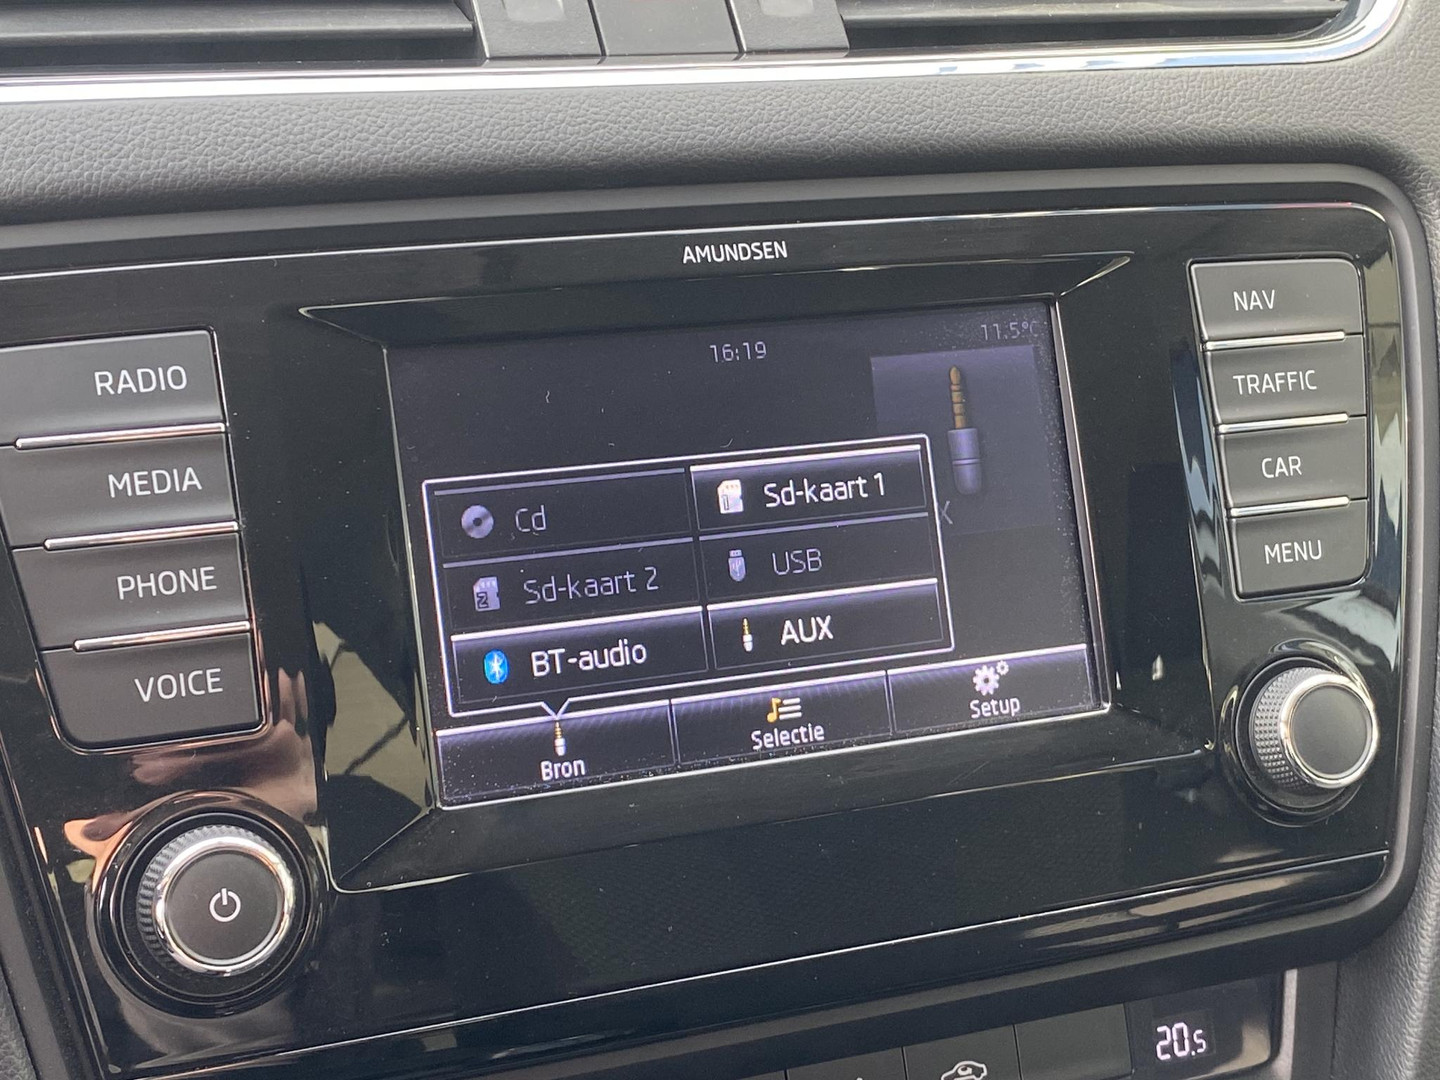 AMUNDSEN
RADIO
MEDIA
PHONE
VOICE
16:19
11.5°C
Cd
Sd-kaart 1
Sd-kaart 2
USB
BT-audio
AUX
Bron
Selectie
Setup
NAV
TRAFFIC
CAR
MENU
20.5